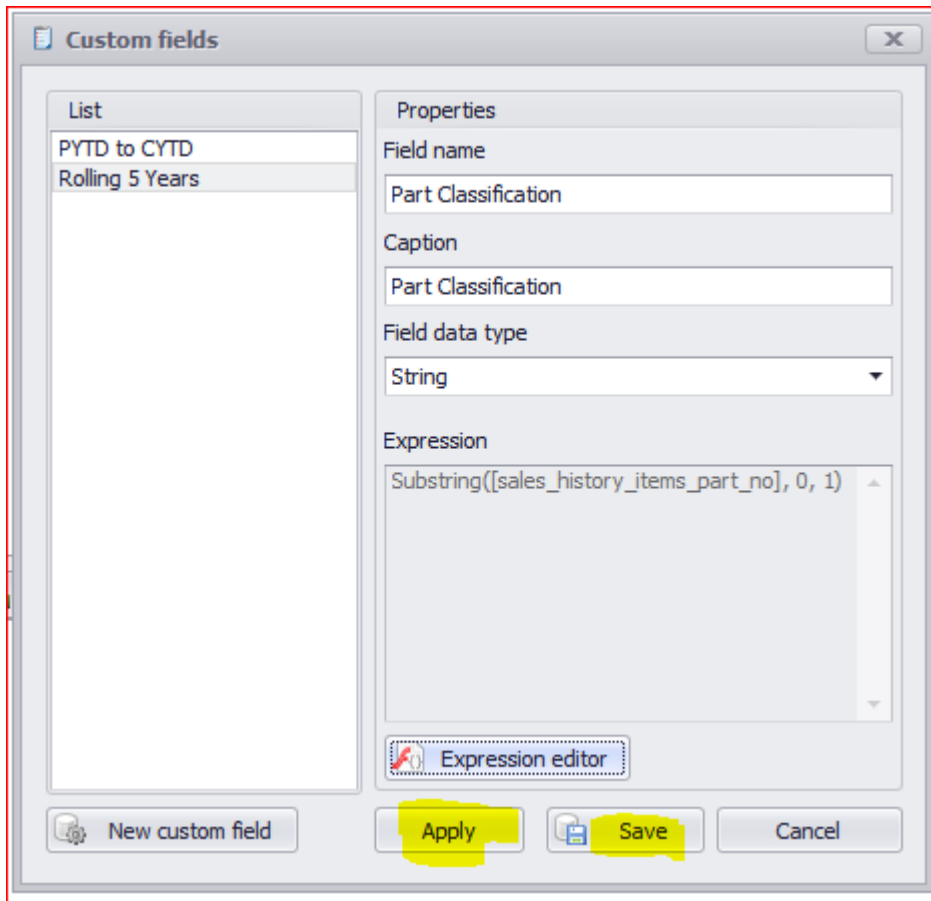 Custom fields
List
PYTD to CYTD
Rolling 5 Years
Properties
Field name
Part Classification
Caption
Part Classification
Field data type
String
Expression
Substring([sales_history_items_part_no], 0, 1)
Expression editor
New custom field
Apply
Save
Cancel